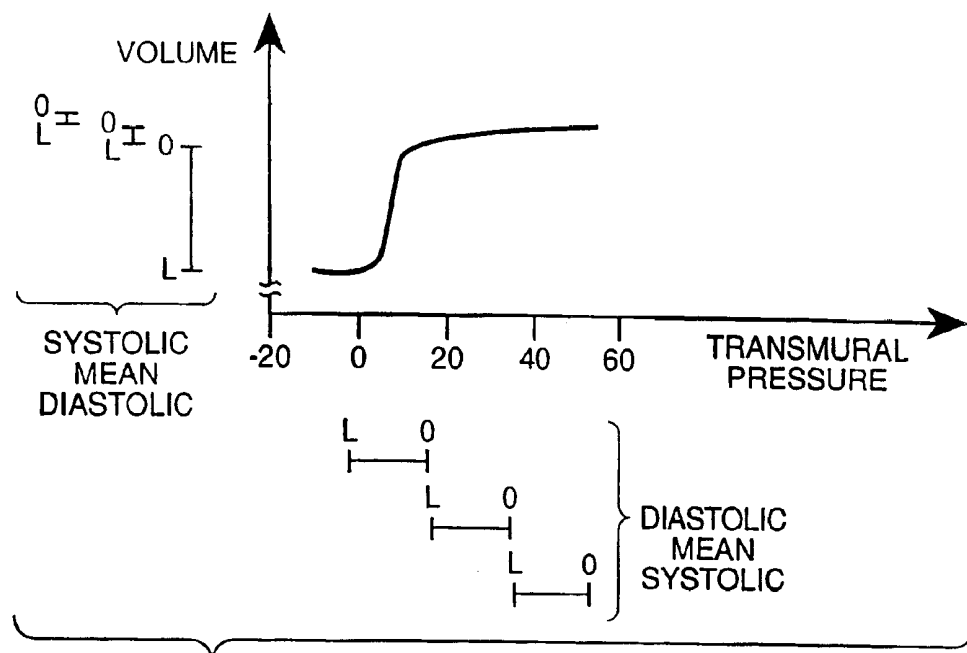 VOLUME
0
L
0
L
0
L
SYSTOLIC
MEAN
DIASTOLIC
-20 0 20 40 60
TRANSMURAL
PRESSURE
L 0
L 0
L 0
DIASTOLIC
MEAN
SYSTOLIC